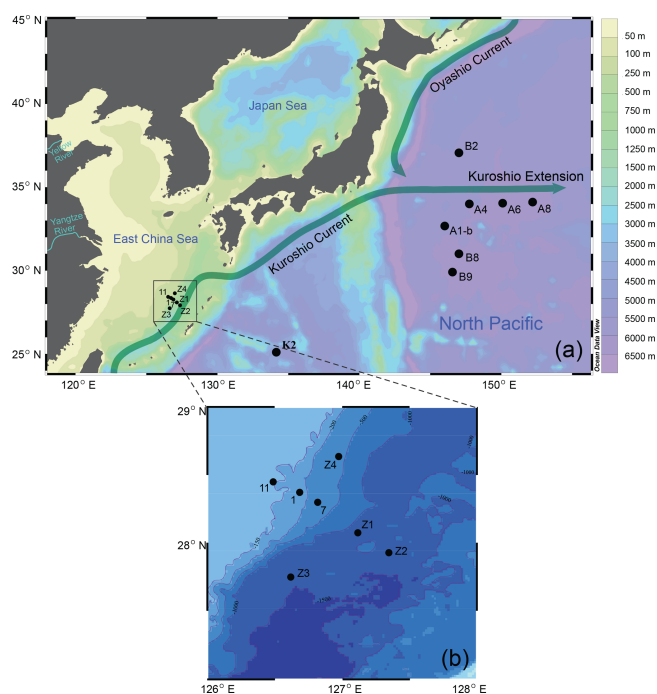 45° N
40° N
35° N
30° N
25° N
120° E
130° E
140° E
150° E
Japan Sea
Oyashio Current
Yellow
River
Yangtze
River
East China Sea
Kuroshio Current
Kuroshio Extension
North Pacific
B2
A4
A6
A8
A1-b
B8
B9
K2
11
Z4
Z1
Z3
Z2
(a)
Ocean Data View
50 m
100 m
250 m
500 m
750 m
1000 m
1250 m
1500 m
1750 m
2000 m
2500 m
3000 m
3500 m
4000 m
4500 m
5000 m
5500 m
6000 m
6500 m
29° N
28° N
126° E
127° E
128° E
Z4
11
1
7
Z1
Z2
Z3
-1000
-1000
(b)